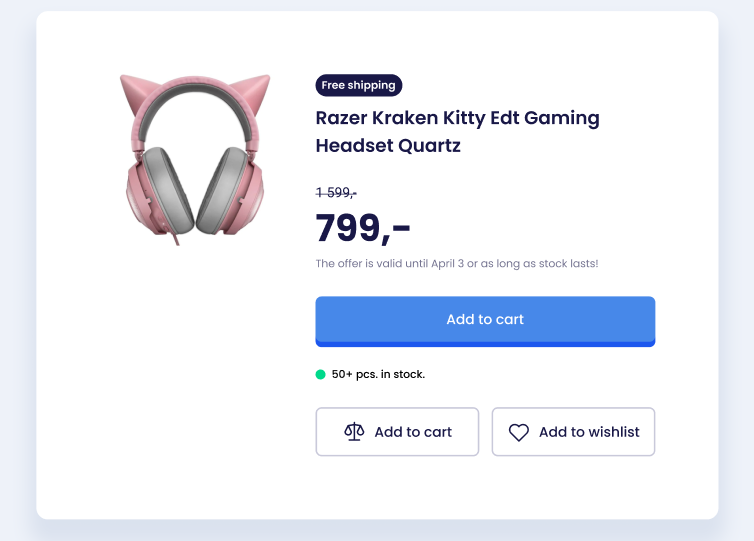 Free shipping
Razer Kraken Kitty Edt Gaming
Headset Quartz
1 599,-
799,-
The offer is valid until April 3 or as long as stock lasts!
Add to cart
50+ pcs. in stock.
Add to cart
Add to wishlist